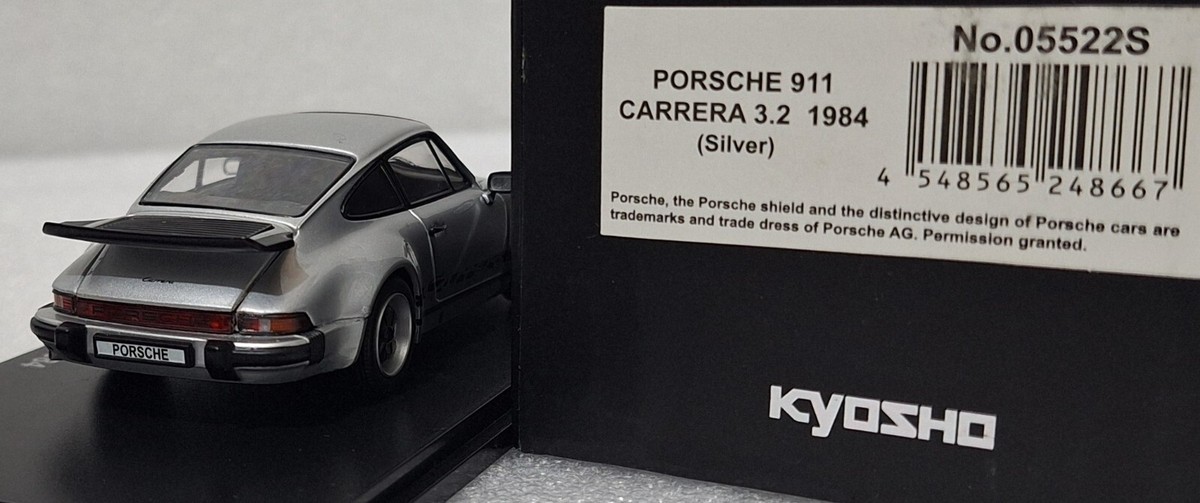 No.05522S
PORSCHE 911
CARRERA 3.2 1984
(Silver)
4 548565 248667
Porsche, the Porsche shield and the distinctive design of Porsche cars are
trademarks and trade dress of Porsche AG. Permission granted.
KYOSHO
Carrera
PORSCHE